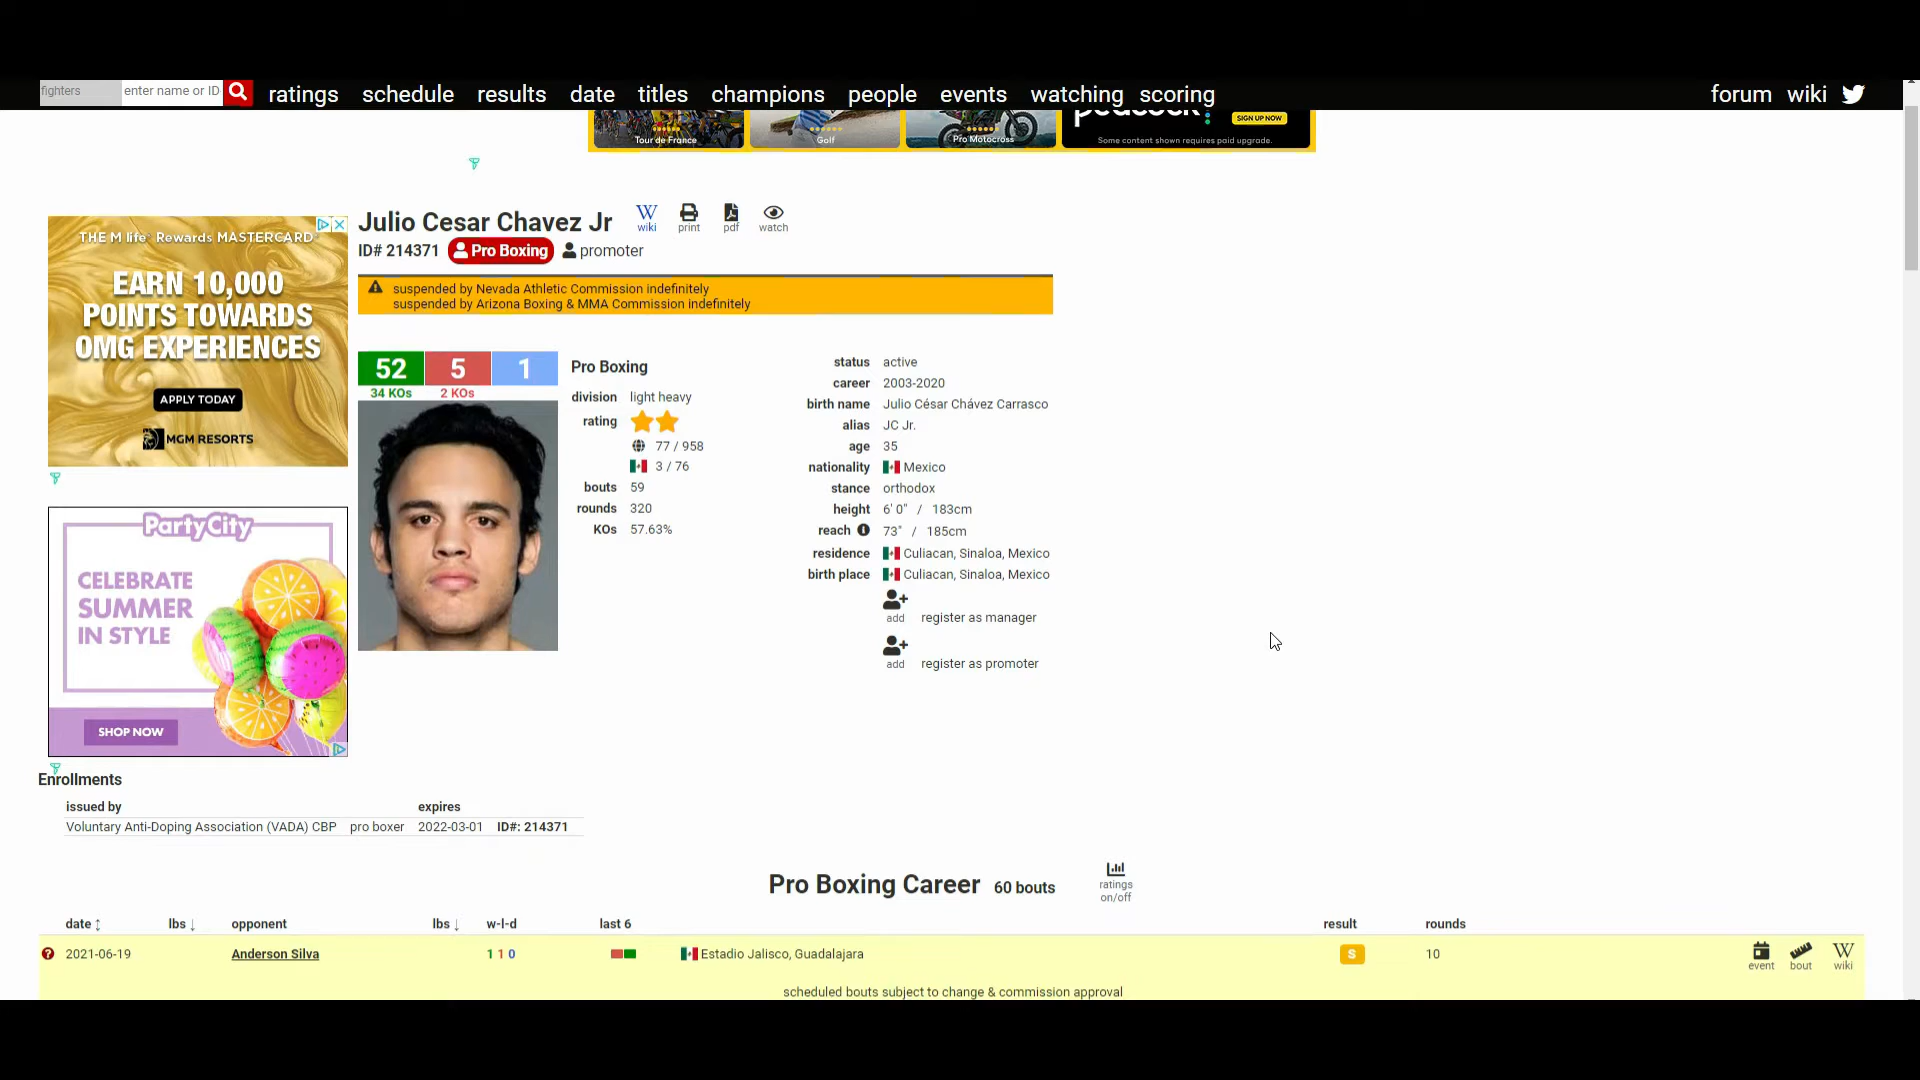 fighters enter name or ID ratings schedule results date titles champions people events watching scoring forum wiki
Tour de France Golf Pro Motocross peacock SIGN UP NOW
Some content shown requires paid upgrade.
Julio Cesar Chavez Jr
W wiki print pdf watch
ID# 214371 Pro Boxing promoter
suspended by Nevada Athletic Commission indefinitely
suspended by Arizona Boxing & MMA Commission indefinitely
THE M life Rewards MASTERCARD
EARN 10,000
POINTS TOWARDS
OMG EXPERIENCES
APPLY TODAY
MGM RESORTS
52 5 1
34 KOs 2 KOs
Pro Boxing
division light heavy
rating
77 / 958
3 / 76
bouts 59
rounds 320
KOs 57.63%
status active
career 2003-2020
birth name Julio César Chávez Carrasco
alias JC Jr.
age 35
nationality Mexico
stance orthodox
height 6' 0" / 183cm
reach 73" / 185cm
residence Culiacan, Sinaloa, Mexico
birth place Culiacan, Sinaloa, Mexico
add register as manager
add register as promoter
PartyCity
CELEBRATE
SUMMER
IN STYLE
SHOP NOW
Enrollments
issued by expires
Voluntary Anti-Doping Association (VADA) CBP pro boxer 2022-03-01 ID#: 214371
Pro Boxing Career 60 bouts
ratings
on/off
date lbs opponent lbs w-l-d last 6 result rounds
2021-06-19 Anderson Silva 1 1 0 Estadio Jalisco, Guadalajara S 10
event bout W wiki
scheduled bouts subject to change & commission approval